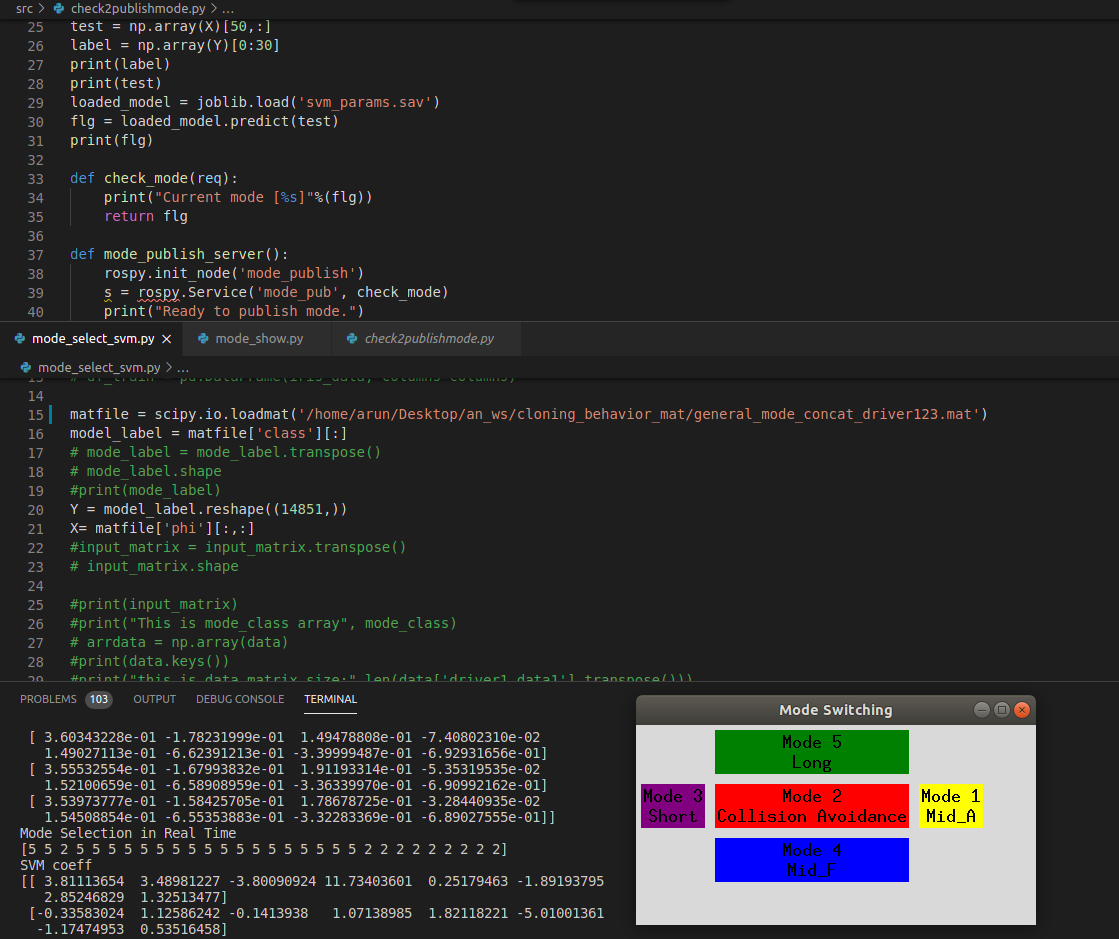 src > check2publishmode.py > ...
25 test = np.array(X)[50,:]
26 label = np.array(Y)[0:30]
27 print(label)
28 print(test)
29 loaded_model = joblib.load('svm_params.sav')
30 flg = loaded_model.predict(test)
31 print(flg)
32
33 def check_mode(req):
34 print("Current mode [%s]"%(flg))
35 return flg
36
37 def mode_publish_server():
38 rospy.init_node('mode_publish')
39 s = rospy.Service('mode_pub', check_mode)
40 print("Ready to publish mode.")
mode_select_svm.py mode_show.py check2publishmode.py
mode_select_svm.py > ...
13 # df_train = pd.DataFrame(iris_data, columns=columns)
14
15 matfile = scipy.io.loadmat('/home/arun/Desktop/an_ws/cloning_behavior_mat/general_mode_concat_driver123.mat')
16 model_label = matfile['class'][:]
17 # mode_label = mode_label.transpose()
18 # mode_label.shape
19 #print(mode_label)
20 Y = model_label.reshape((14851,))
21 X= matfile['phi'][:,:]
22 #input_matrix = input_matrix.transpose()
23 # input_matrix.shape
24
25 #print(input_matrix)
26 #print("This is mode_class array", mode_class)
27 # arrdata = np.array(data)
28 #print(data.keys())
29 #print("this is data matrix size:",len(data['driver1_data1'].transpose()))
PROBLEMS 103 OUTPUT DEBUG CONSOLE TERMINAL
[ 3.60343228e-01 -1.78231999e-01 1.49478808e-01 -7.40802310e-02
1.49027113e-01 -6.62391213e-01 -3.39999487e-01 -6.92931656e-01]
[ 3.55532554e-01 -1.67993832e-01 1.91193314e-01 -5.35319535e-02
1.52100659e-01 -6.58908959e-01 -3.36339970e-01 -6.90992162e-01]
[ 3.53973777e-01 -1.58425705e-01 1.78678725e-01 -3.28440935e-02
1.54508854e-01 -6.55353883e-01 -3.32283369e-01 -6.89027555e-01]]
Mode Selection in Real Time
[5 5 2 5 5 5 5 5 5 5 5 5 5 5 5 5 5 5 5 5 5 2 2 2 2 2 2 2 2 2]
SVM coeff
[[ 3.81113654 3.48981227 -3.80090924 11.73403601 0.25179463 -1.89193795
2.85246829 1.32513477]
[-0.33583024 1.12586242 -0.1413938 1.07138985 1.82118221 -5.01001361
-1.17474953 0.53516458]
Mode Switching
Mode 5
Long
Mode 3
Short
Mode 2
Collision Avoidance
Mode 1
Mid_A
Mode 4